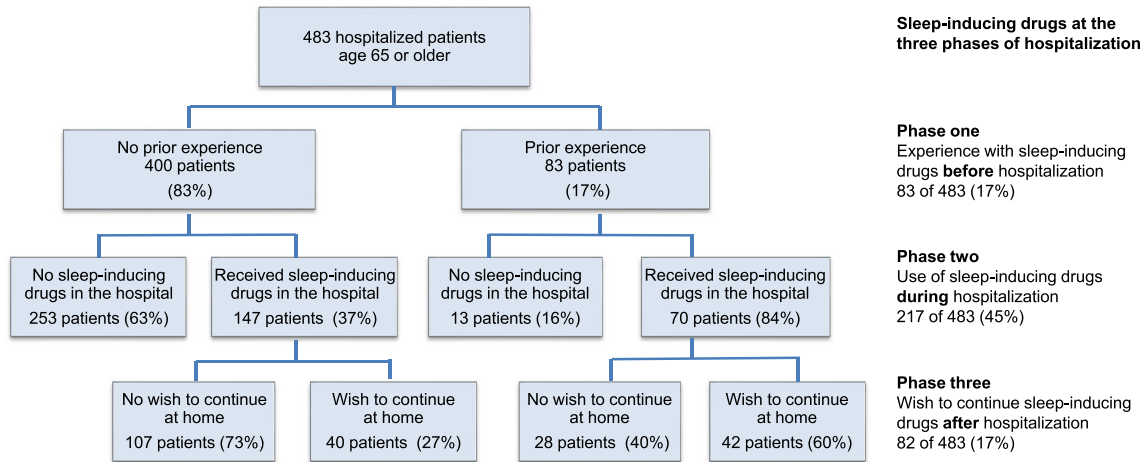 483 hospitalized patients
age 65 or older
Sleep-inducing drugs at the
three phases of hospitalization
No prior experience
400 patients
(83%)
Prior experience
83 patients
(17%)
Phase one
Experience with sleep-inducing
drugs before hospitalization
83 of 483 (17%)
No sleep-inducing
drugs in the hospital
253 patients (63%)
Received sleep-inducing
drugs in the hospital
147 patients (37%)
No sleep-inducing
drugs in the hospital
13 patients (16%)
Received sleep-inducing
drugs in the hospital
70 patients (84%)
Phase two
Use of sleep-inducing drugs
during hospitalization
217 of 483 (45%)
No wish to continue
at home
107 patients (73%)
Wish to continue
at home
40 patients (27%)
No wish to continue
at home
28 patients (40%)
Wish to continue
at home
42 patients (60%)
Phase three
Wish to continue sleep-inducing
drugs after hospitalization
82 of 483 (17%)